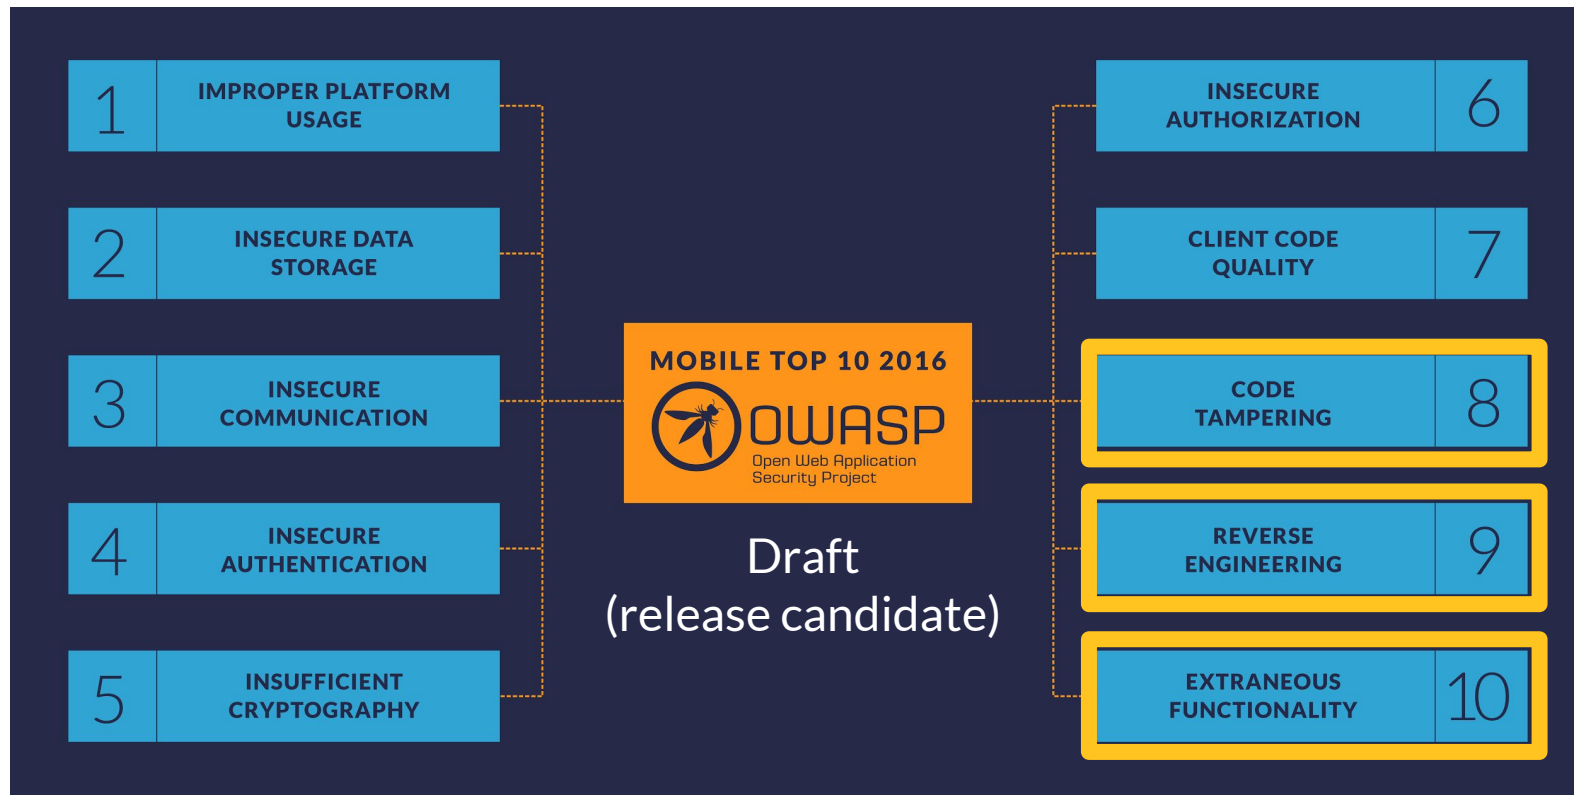 1
IMPROPER PLATFORM
USAGE
2
INSECURE DATA
STORAGE
3
INSECURE
COMMUNICATION
4
INSECURE
AUTHENTICATION
5
INSUFFICIENT
CRYPTOGRAPHY
MOBILE TOP 10 2016
OWASP
Open Web Application
Security Project
Draft
(release candidate)
INSECURE
AUTHORIZATION
6
CLIENT CODE
QUALITY
7
CODE
TAMPERING
8
REVERSE
ENGINEERING
9
EXTRANEOUS
FUNCTIONALITY
10